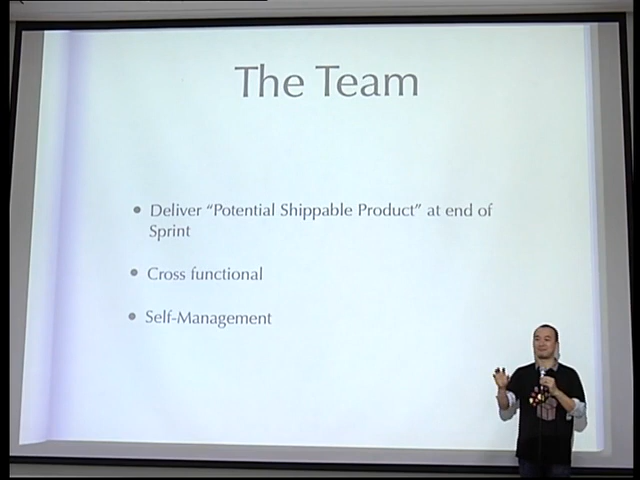 The Team
• Deliver “Potential Shippable Product” at end of
Sprint
• Cross functional
• Self-Management